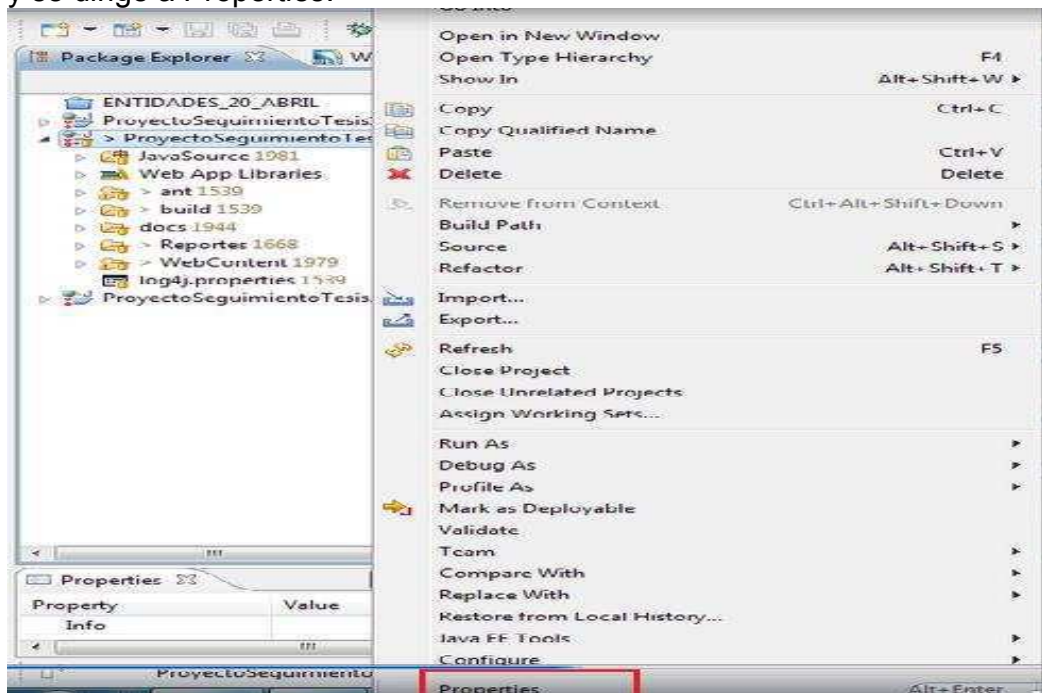 y se dirige a Properties.
Go Into
Package Explorer
W
ENTIDADES_20_ABRIL
ProyectoSeguimientoTesis
> ProyectoSeguimientoTes
JavaSource 1981
Web App Libraries
> ant 1539
> build 1539
docs 1944
> Reportes 1668
> WebContent 1979
log4j.properties 1539
ProyectoSeguimientoTesis
Properties
Property Value
Info
ProyectoSeguimiento
Open in New Window
Open Type Hierarchy F4
Show In Alt+Shift+W
Copy Ctrl+C
Copy Qualified Name
Paste Ctrl+V
Delete Delete
Remove from Context Ctrl+Alt+Shift+Down
Build Path
Source Alt+Shift+S
Refactor Alt+Shift+T
Import...
Export...
Refresh F5
Close Project
Close Unrelated Projects
Assign Working Sets...
Run As
Debug As
Profile As
Mark as Deployable
Validate
Team
Compare With
Replace With
Restore from Local History...
Java EE Tools
Configure
Properties Alt+Enter